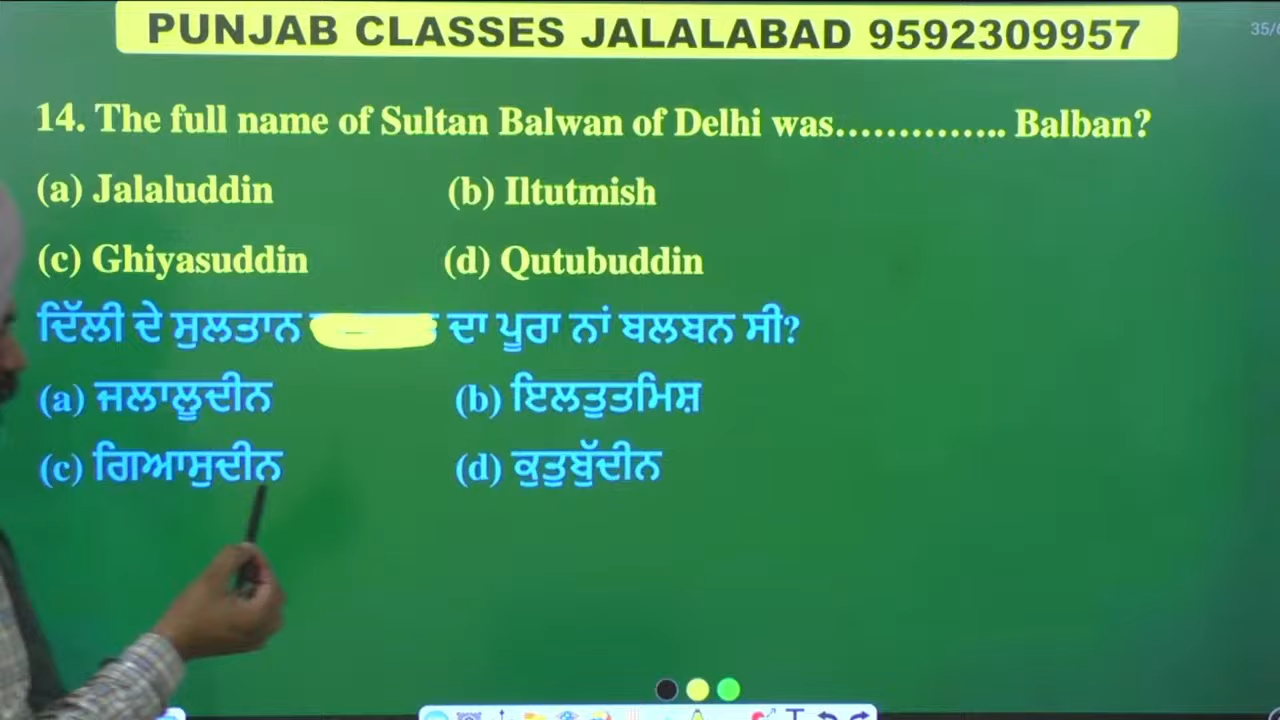 PUNJAB CLASSES JALALABAD 9592309957
35/
14. The full name of Sultan Balwan of Delhi was………….. Balban?
(a) Jalaluddin (b) Iltutmish
(c) Ghiyasuddin (d) Qutubuddin
ਦਿੱਲੀ ਦੇ ਸੁਲਤਾਨ ਦਾ ਪੂਰਾ ਨਾਂ ਬਲਬਨ ਸੀ?
(a) ਜਲਾਲੂਦੀਨ (b) ਇਲਤੁਤਮਿਸ਼
(c) ਗਿਆਸੁਦੀਨ (d) ਕੁਤੁਬੁੱਦੀਨ